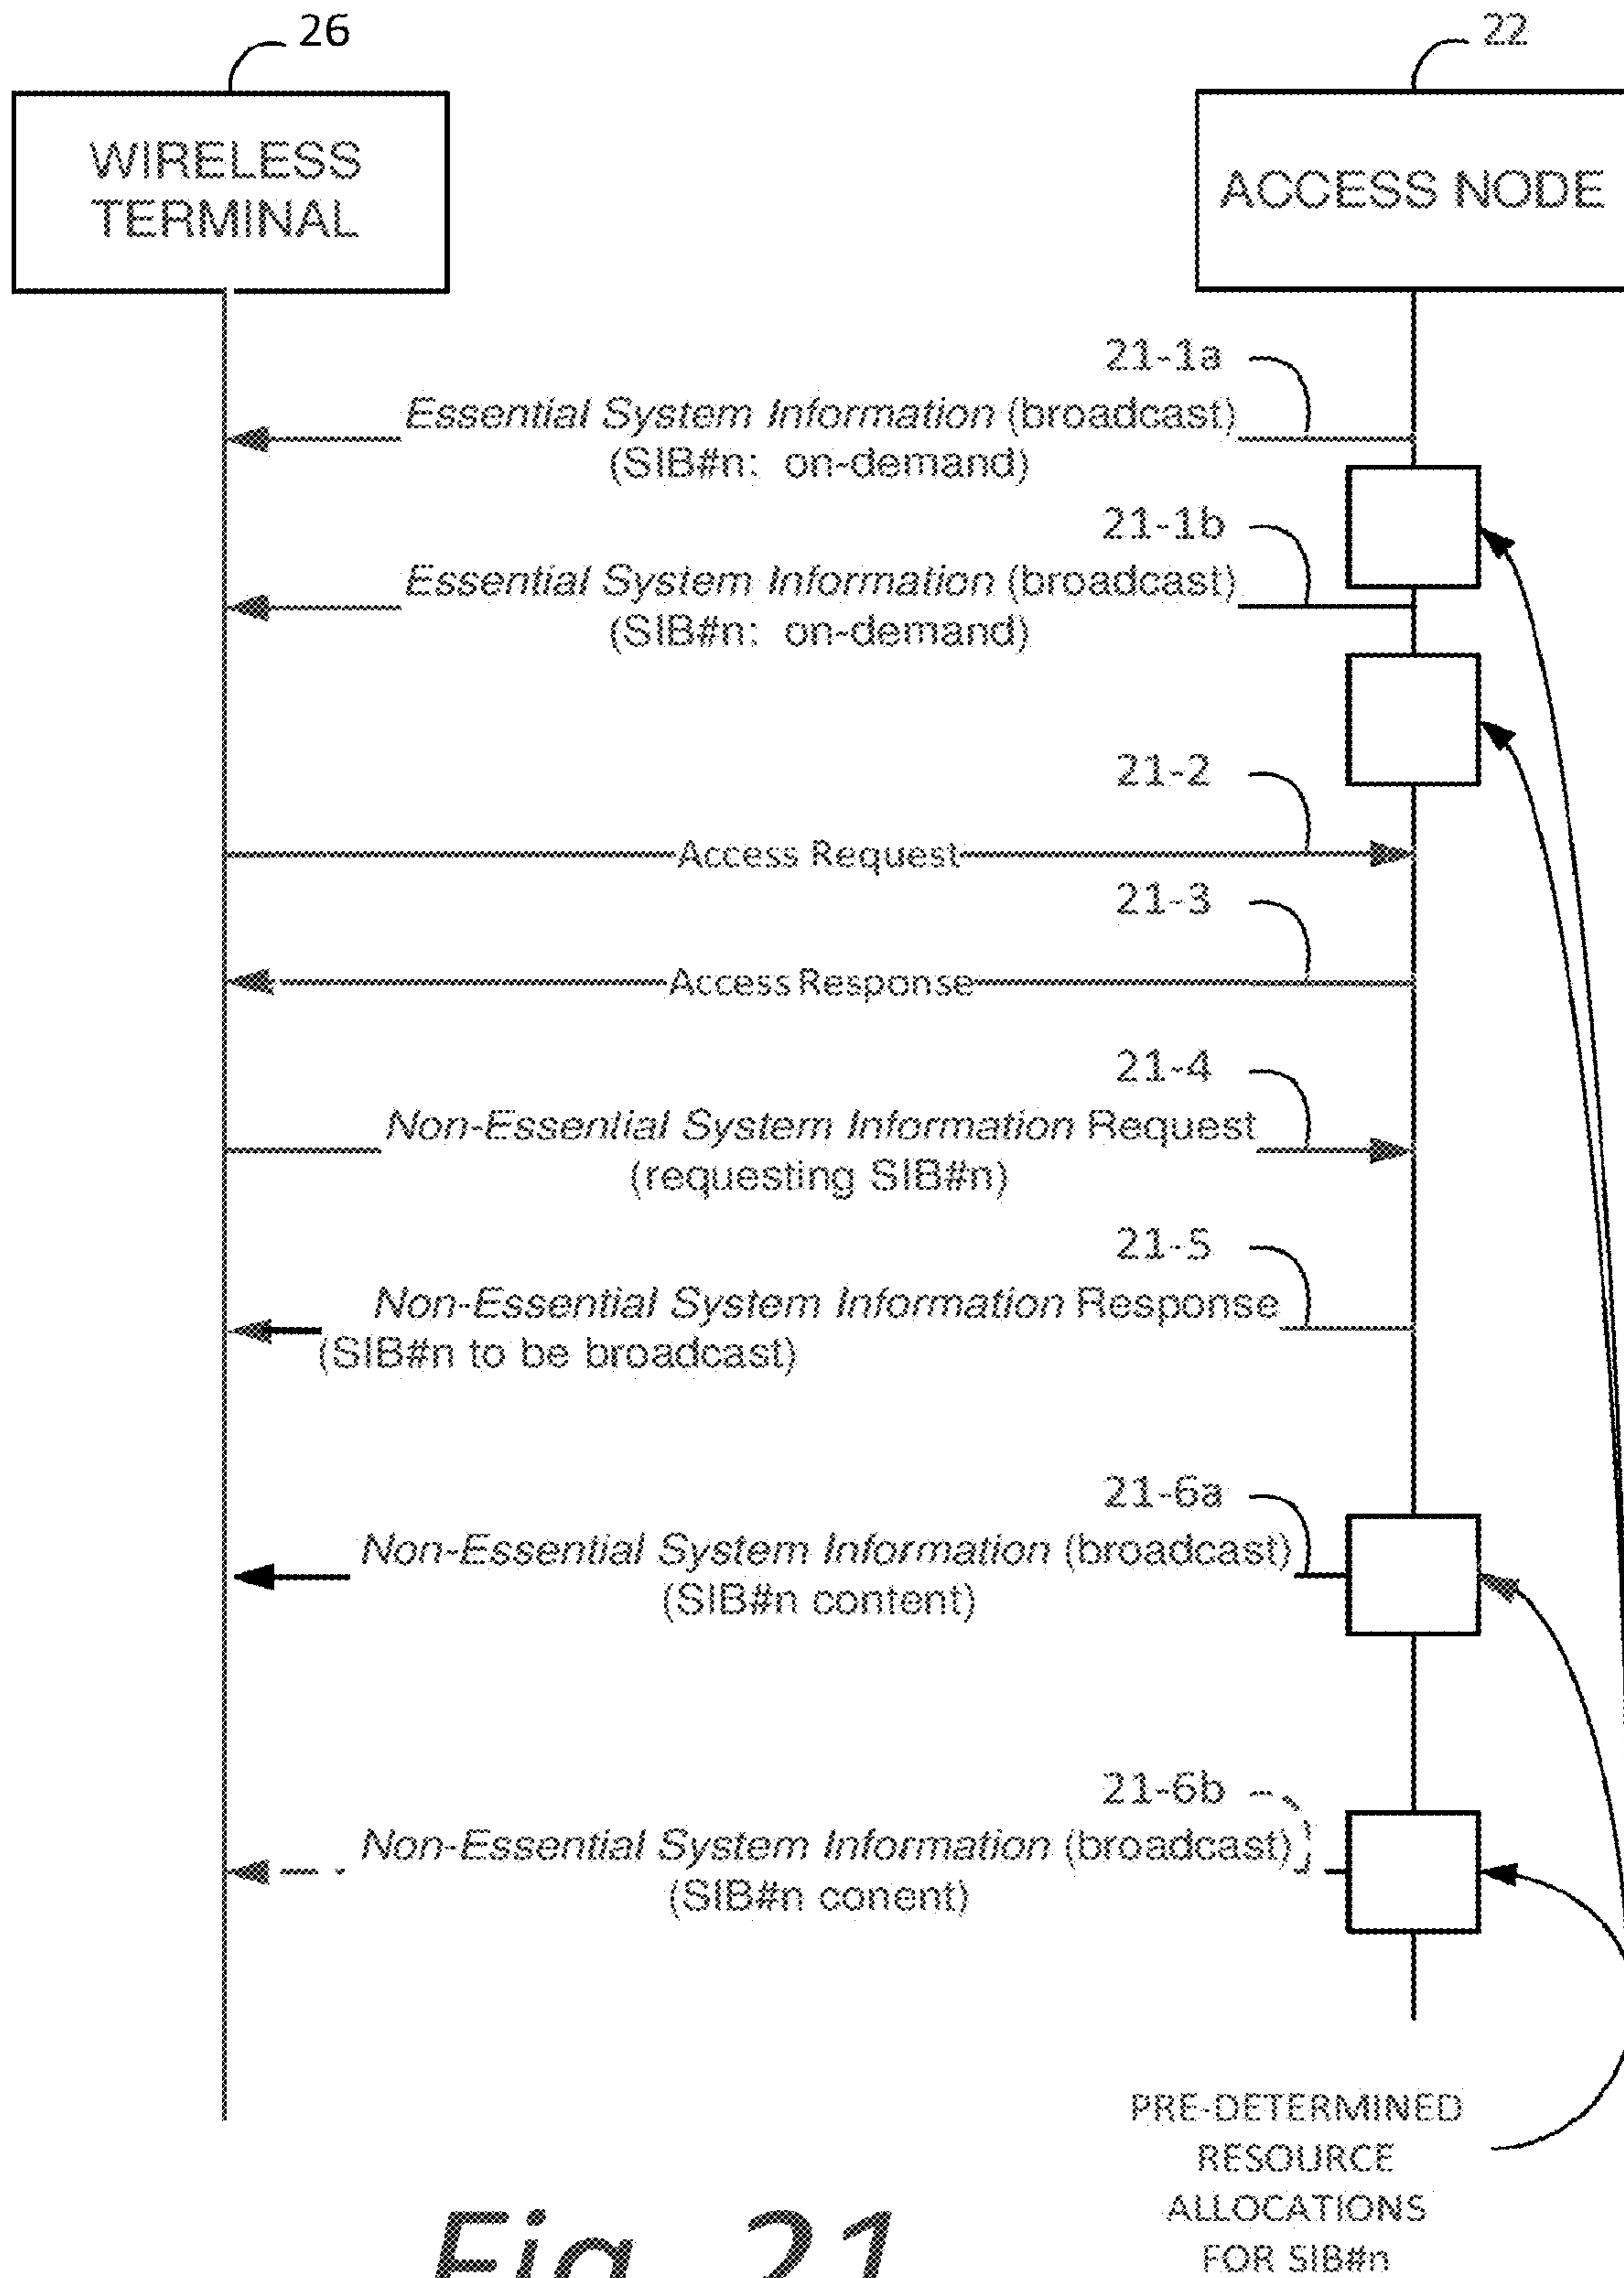 26
22
WIRELESS
TERMINAL
ACCESS NODE
21-1a
Essential System Information (broadcast)
(SIB#n: on-demand)
21-1b
Essential System Information (broadcast)
(SIB#n: on-demand)
21-2
Access Request
21-3
Access Response
21-4
Non-Essential System Information Request
(requesting SIB#n)
21-5
Non-Essential System Information Response
(SIB#n to be broadcast)
21-6a
Non-Essential System Information (broadcast)
(SIB#n content)
21-6b
Non-Essential System Information (broadcast)
(SIB#n conent)
PRE-DETERMINED
RESOURCE
ALLOCATIONS
FOR SIB#n
Fig. 21